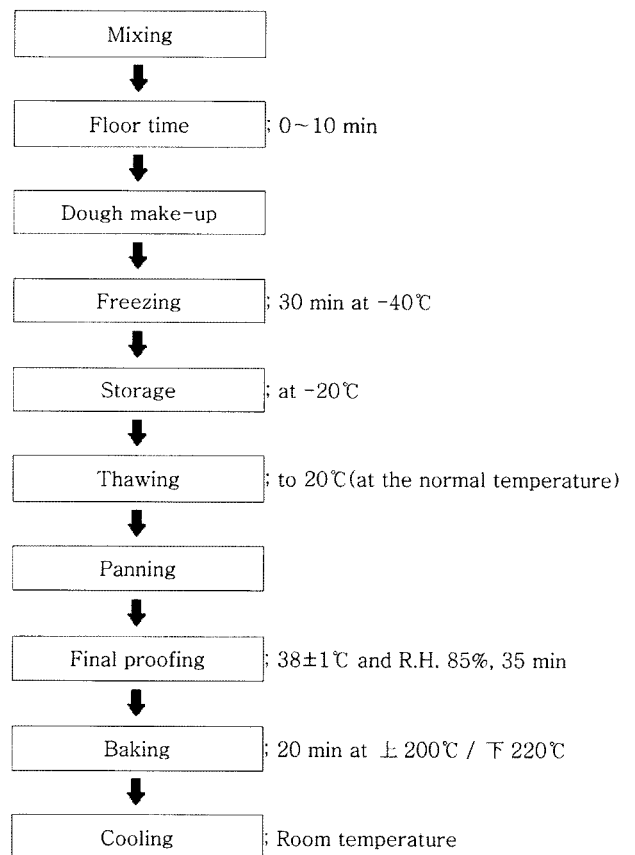 Mixing
Floor time ; 0~10 min
Dough make-up
Freezing ; 30 min at -40℃
Storage ; at -20℃
Thawing ; to 20℃(at the normal temperature)
Panning
Final proofing ; 38±1℃ and R.H. 85%, 35 min
Baking ; 20 min at 上 200℃ / 下 220℃
Cooling ; Room temperature